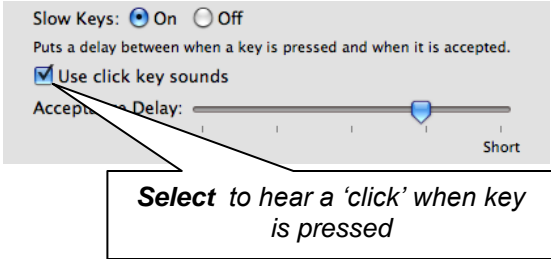 Slow Keys: On Off
Puts a delay between when a key is pressed and when it is accepted.
Use click key sounds
Delay:
Short
Select to hear a ‘click’ when key
is pressed